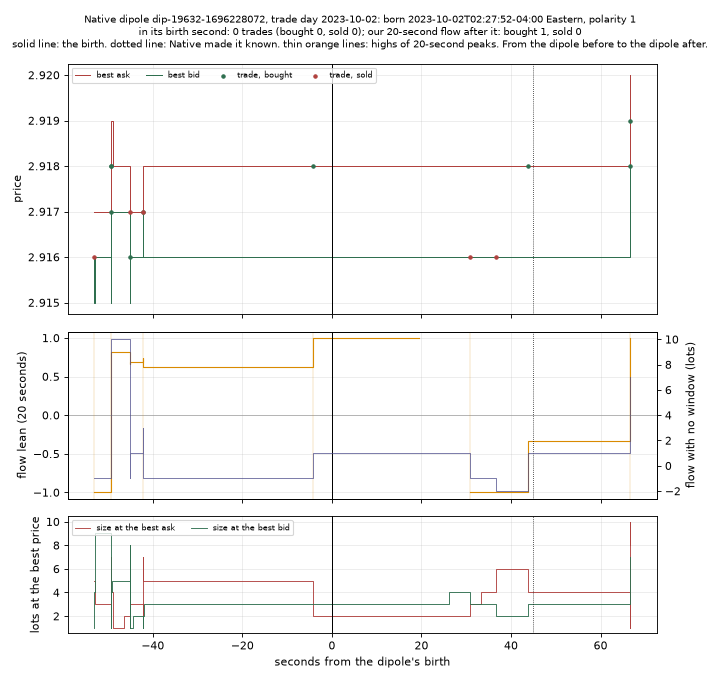 Native dipole dip-19632-1696228072, trade day 2023-10-02: born 2023-10-02T02:27:52-04:00 Eastern, polarity 1
in its birth second: 0 trades (bought 0, sold 0); our 20-second flow after it: bought 1, sold 0
solid line: the birth. dotted line: Native made it known. thin orange lines: highs of 20-second peaks. From the dipole before to the dipole after.
best ask best bid trade, bought trade, sold
2.920
2.919
2.918
2.917
2.916
2.915
price
1.0
0.5
0.0
−0.5
−1.0
flow lean (20 seconds)
10
8
6
4
2
0
−2
flow with no window (lots)
size at the best ask size at the best bid
10
8
6
4
2
lots at the best price
−40 −20 0 20 40 60
seconds from the dipole's birth